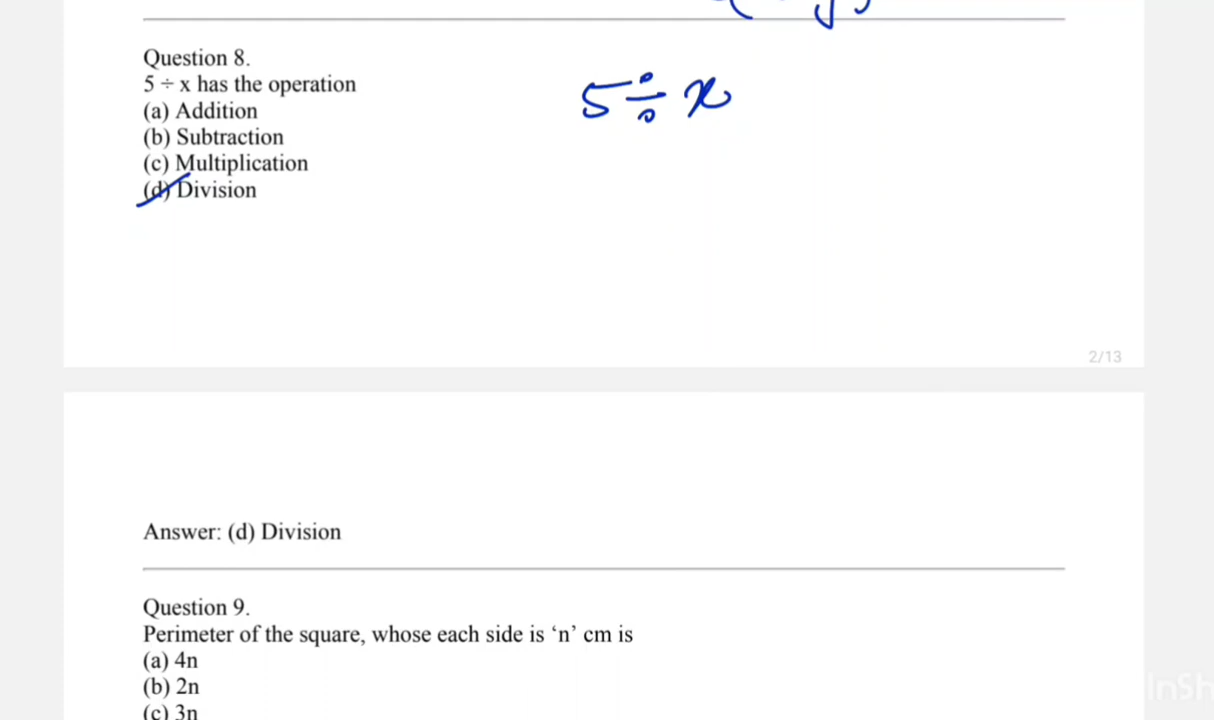 Question 8.
5 ÷ x has the operation
5 ÷ x
(a) Addition
(b) Subtraction
(c) Multiplication
(d) Division
2/13
Answer: (d) Division
Question 9.
Perimeter of the square, whose each side is ‘n’ cm is
(a) 4n
(b) 2n
(c) 3n
InSh